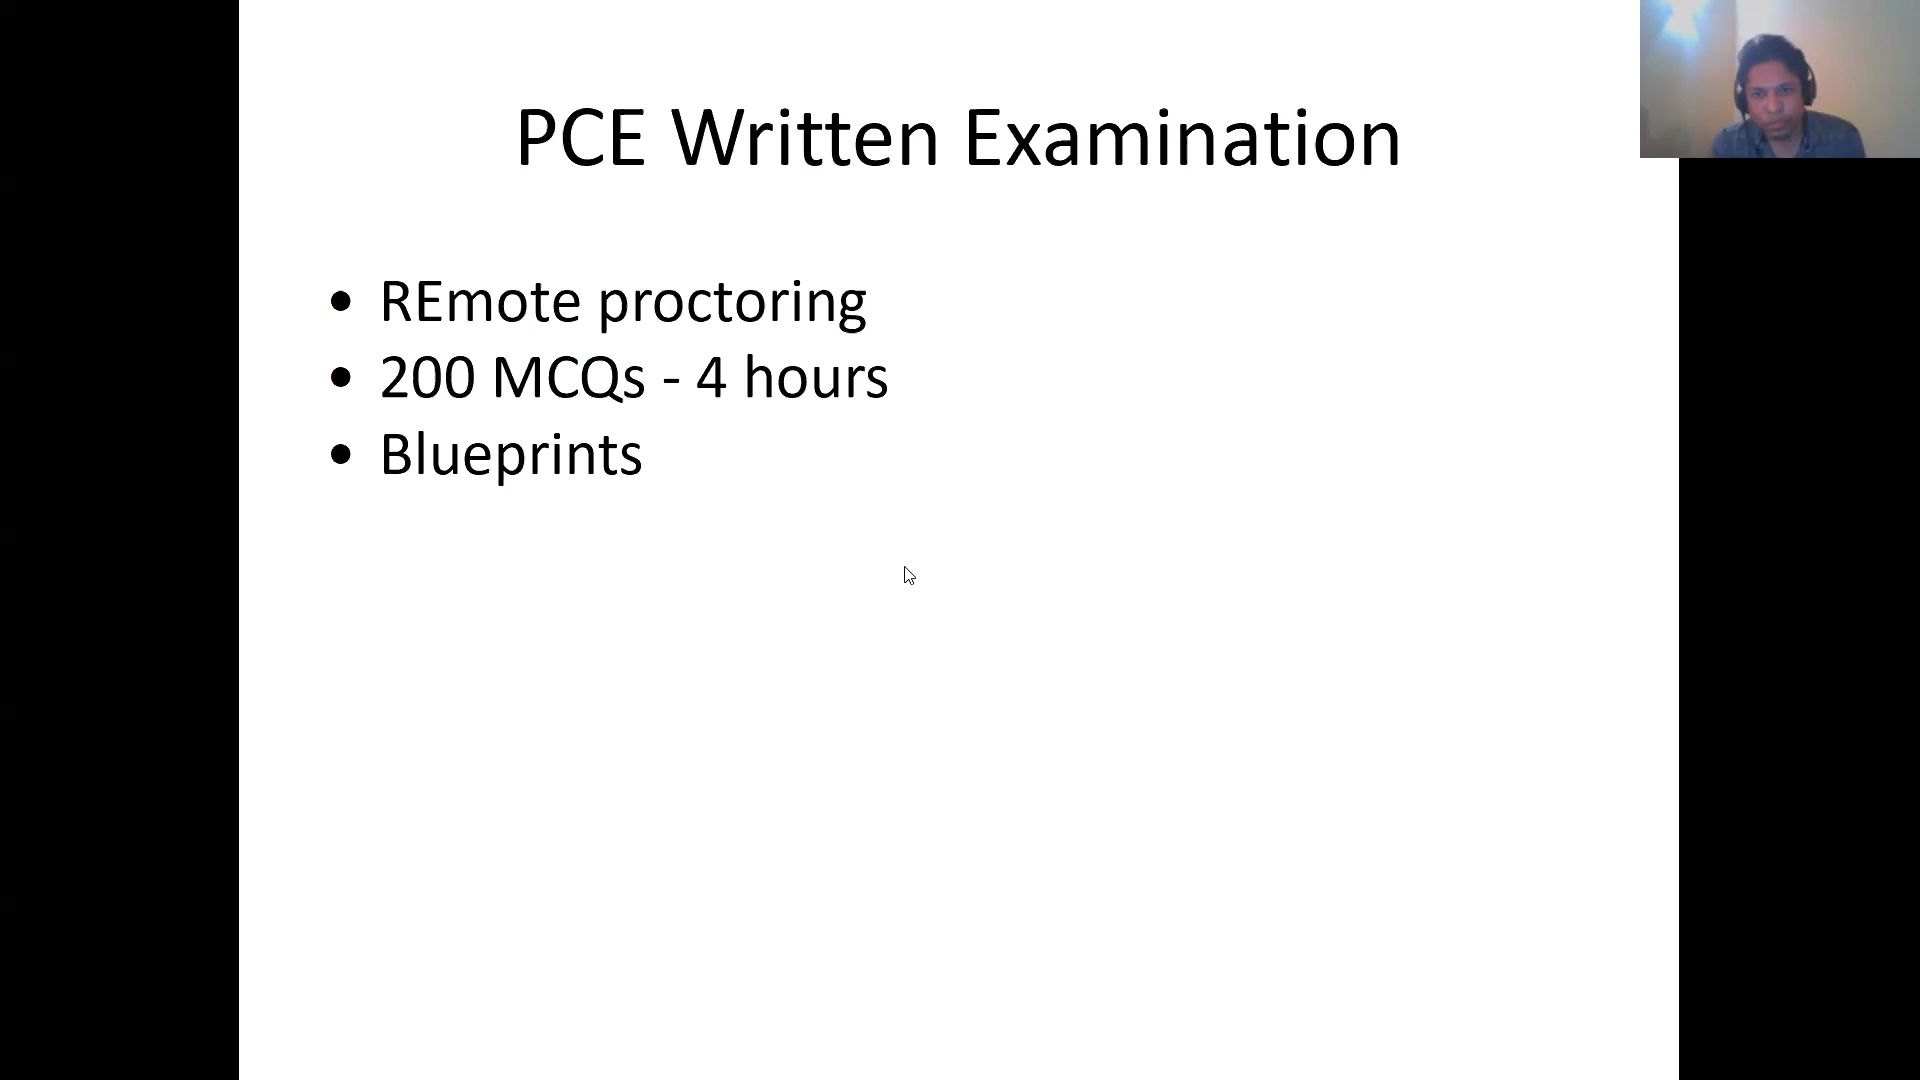 PCE Written Examination
• REmote proctoring
• 200 MCQs - 4 hours
• Blueprints